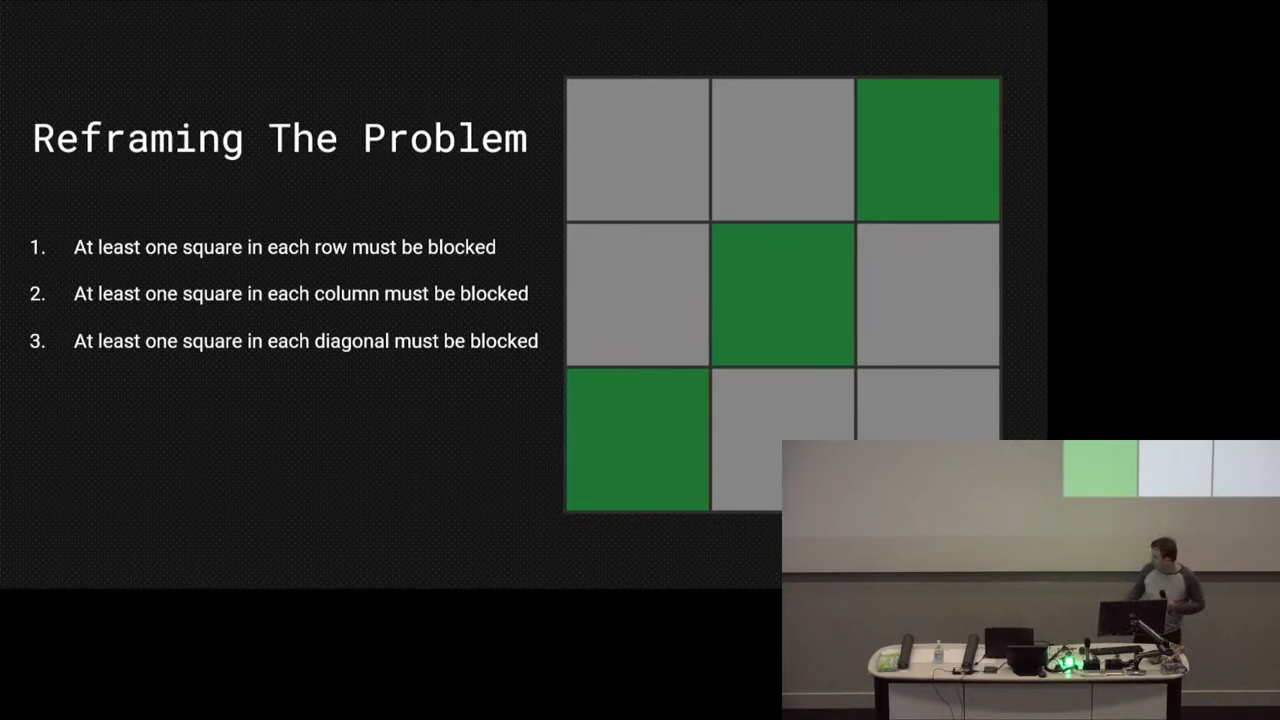 Reframing The Problem
1. At least one square in each row must be blocked
2. At least one square in each column must be blocked
3. At least one square in each diagonal must be blocked